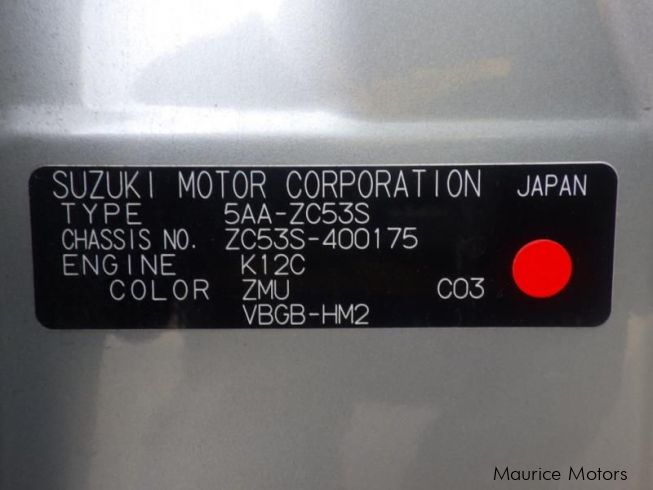 SUZUKI MOTOR CORPORATION JAPAN
TYPE 5AA-ZC53S
CHASSIS NO. ZC53S-400175
ENGINE K12C
COLOR ZMU C03
VBGB-HM2
Maurice Motors